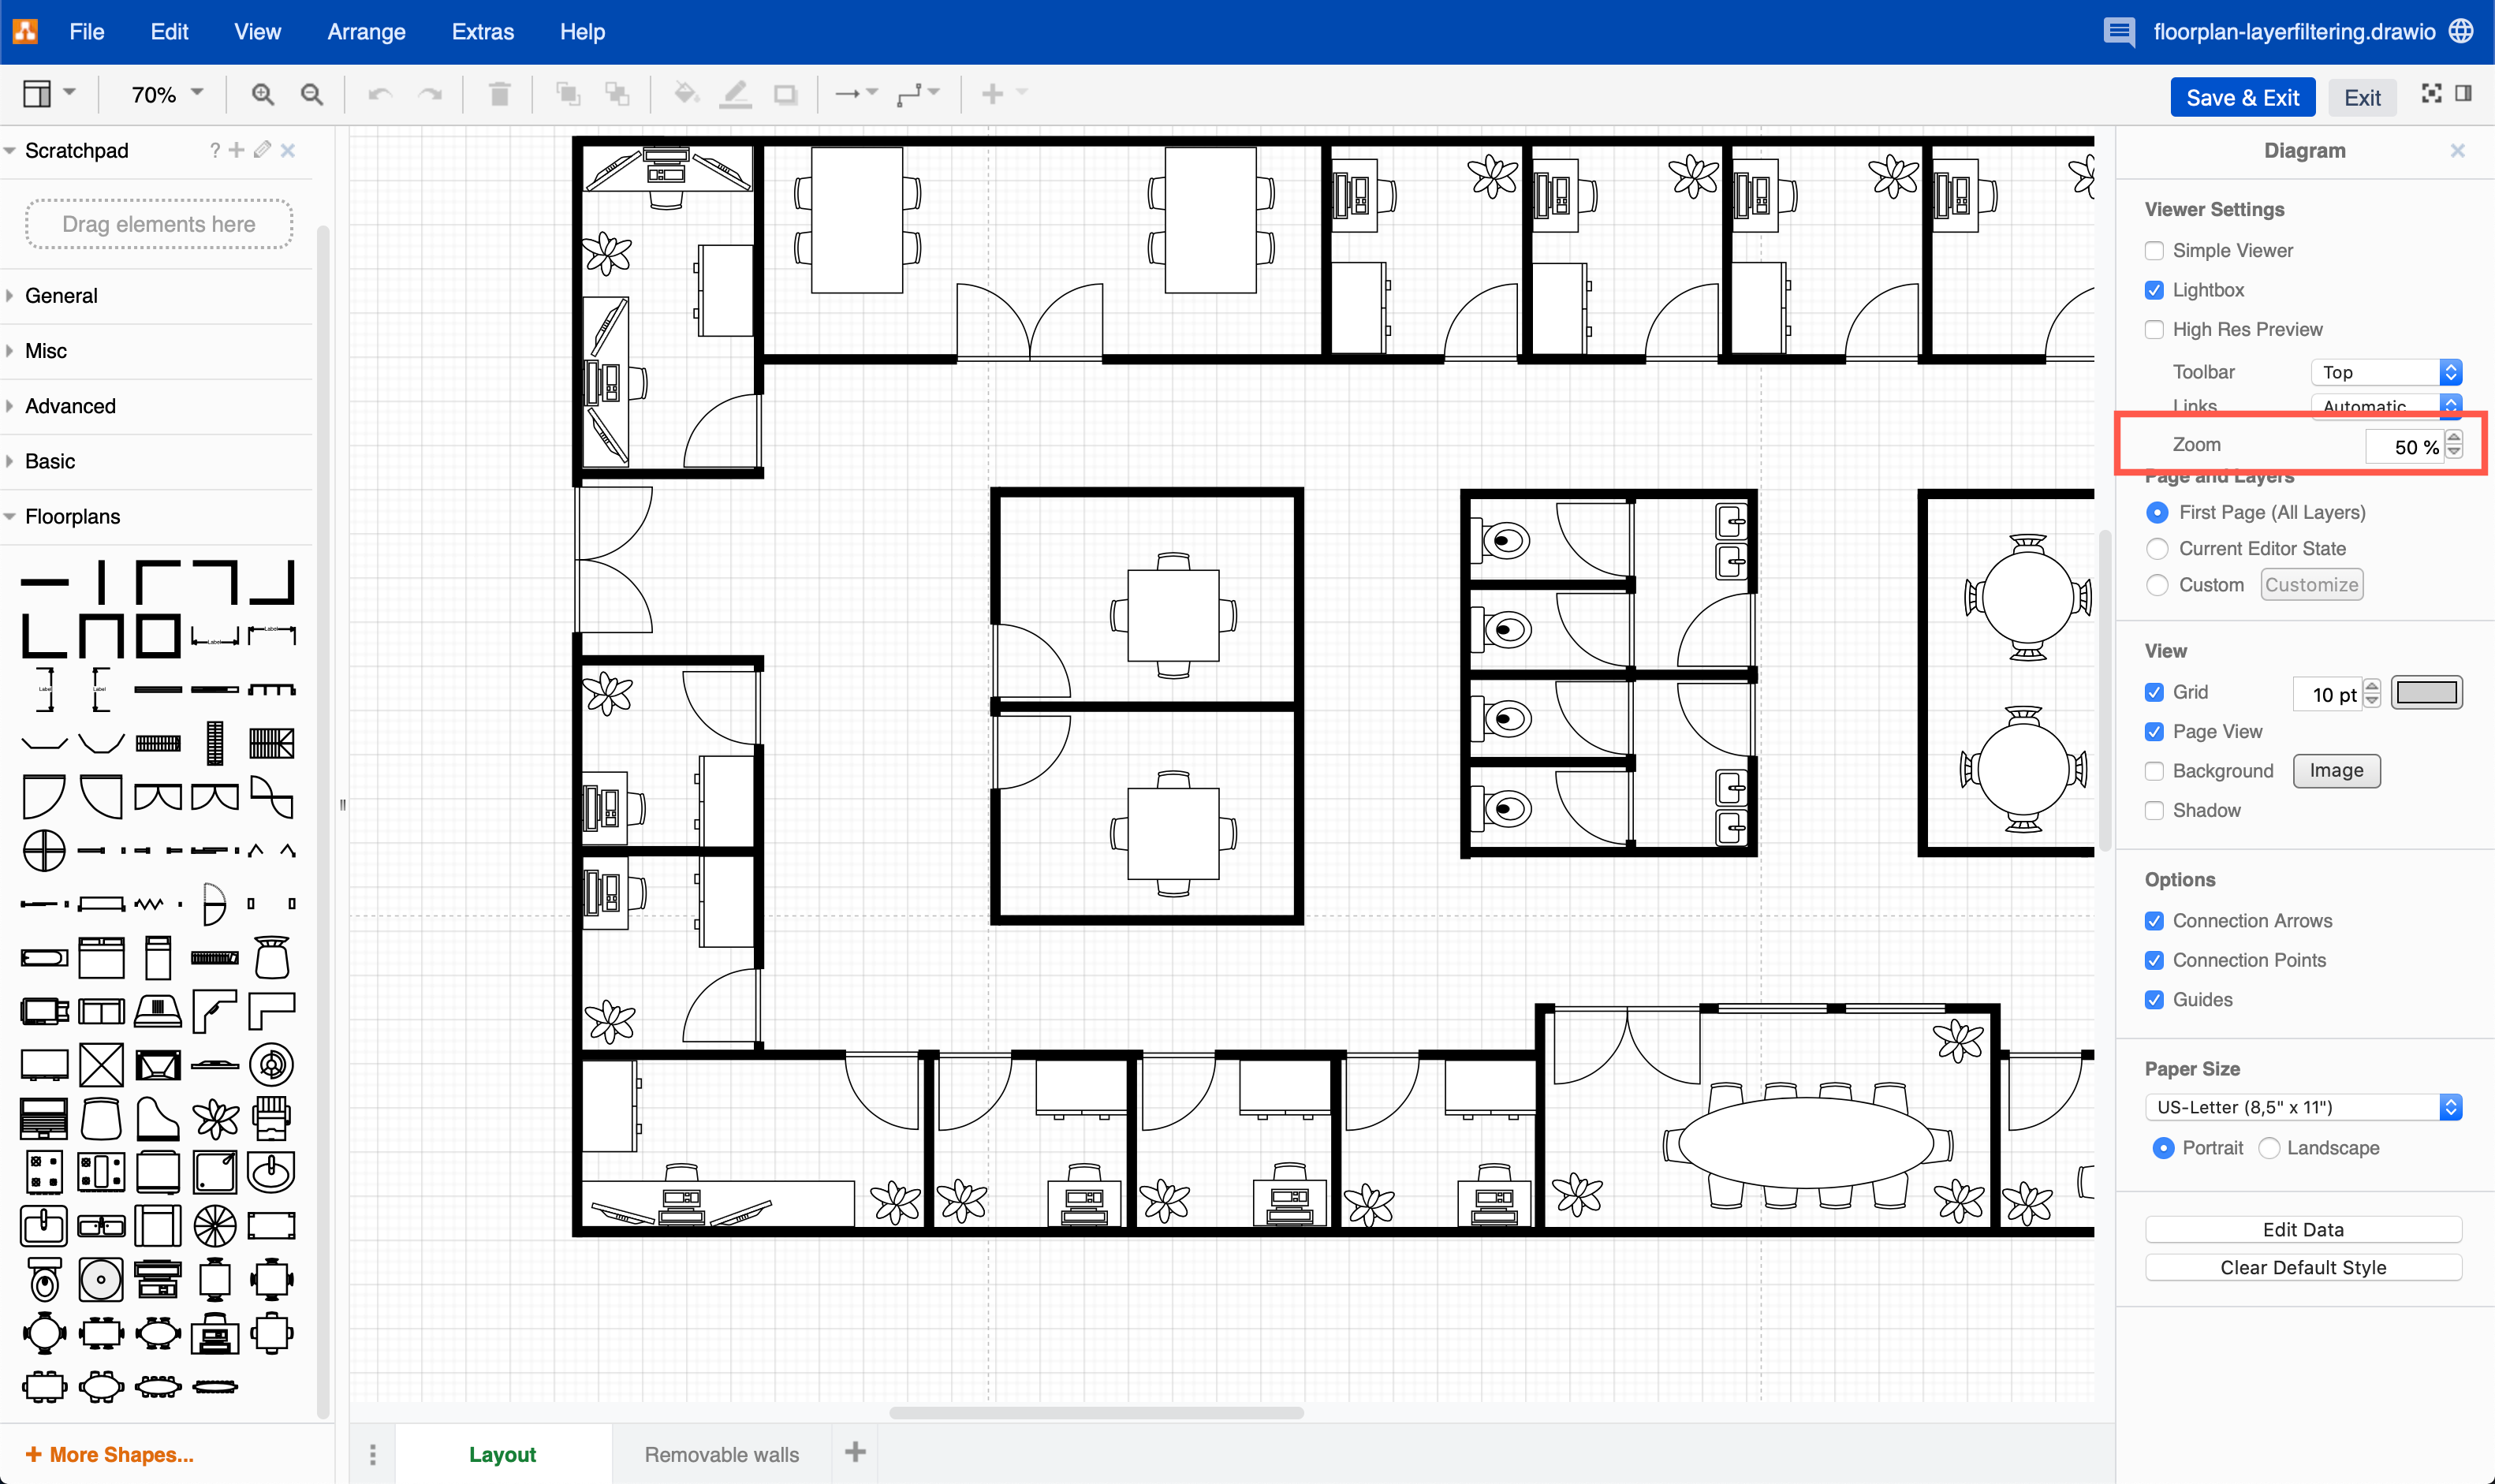 File Edit View Arrange Extras Help floorplan-layerfiltering.drawio
70% Save & Exit Exit
Scratchpad ?
Drag elements here
General
Misc
Advanced
Basic
Floorplans
Label Label
Label Label
+ More Shapes...
Layout Removable walls
Diagram
Viewer Settings
Simple Viewer
Lightbox
High Res Preview
Toolbar Top
Links Automatic
Zoom 50 %
Page and Layers
First Page (All Layers)
Current Editor State
Custom Customize
View
Grid 10 pt
Page View
Background Image
Shadow
Options
Connection Arrows
Connection Points
Guides
Paper Size
US-Letter (8,5" x 11")
Portrait Landscape
Edit Data
Clear Default Style